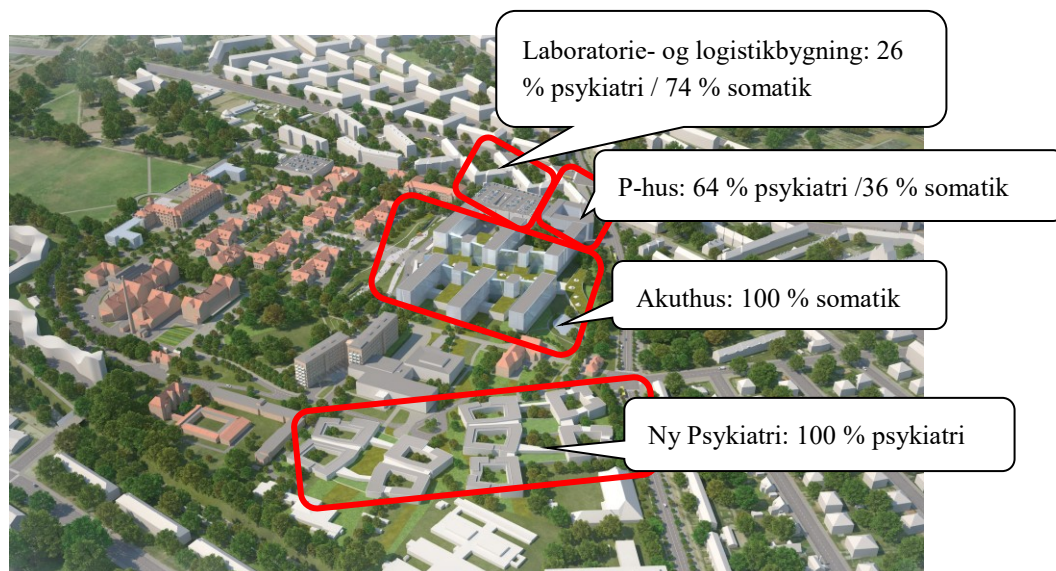 Laboratorie- og logistikbygning: 26
% psykiatri / 74 % somatik
P-hus: 64 % psykiatri /36 % somatik
Akuthus: 100 % somatik
Ny Psykiatri: 100 % psykiatri